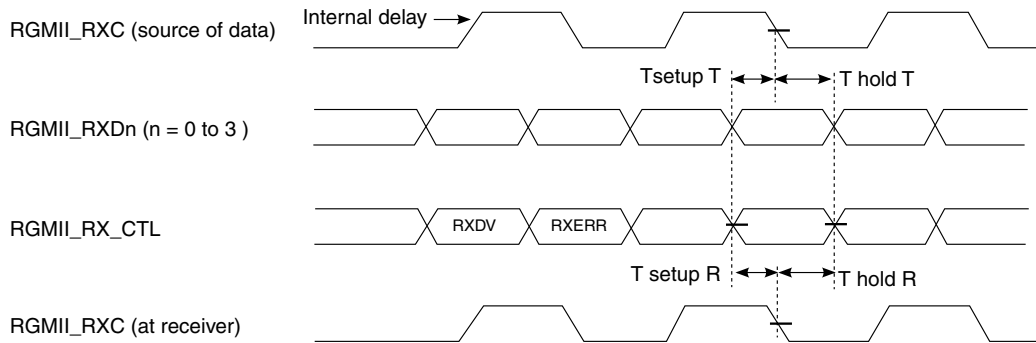 Internal delay
RGMII_RXC (source of data)
Tsetup T
T hold T
RGMII_RXDn (n = 0 to 3 )
RGMII_RX_CTL
RXDV
RXERR
T setup R
T hold R
RGMII_RXC (at receiver)